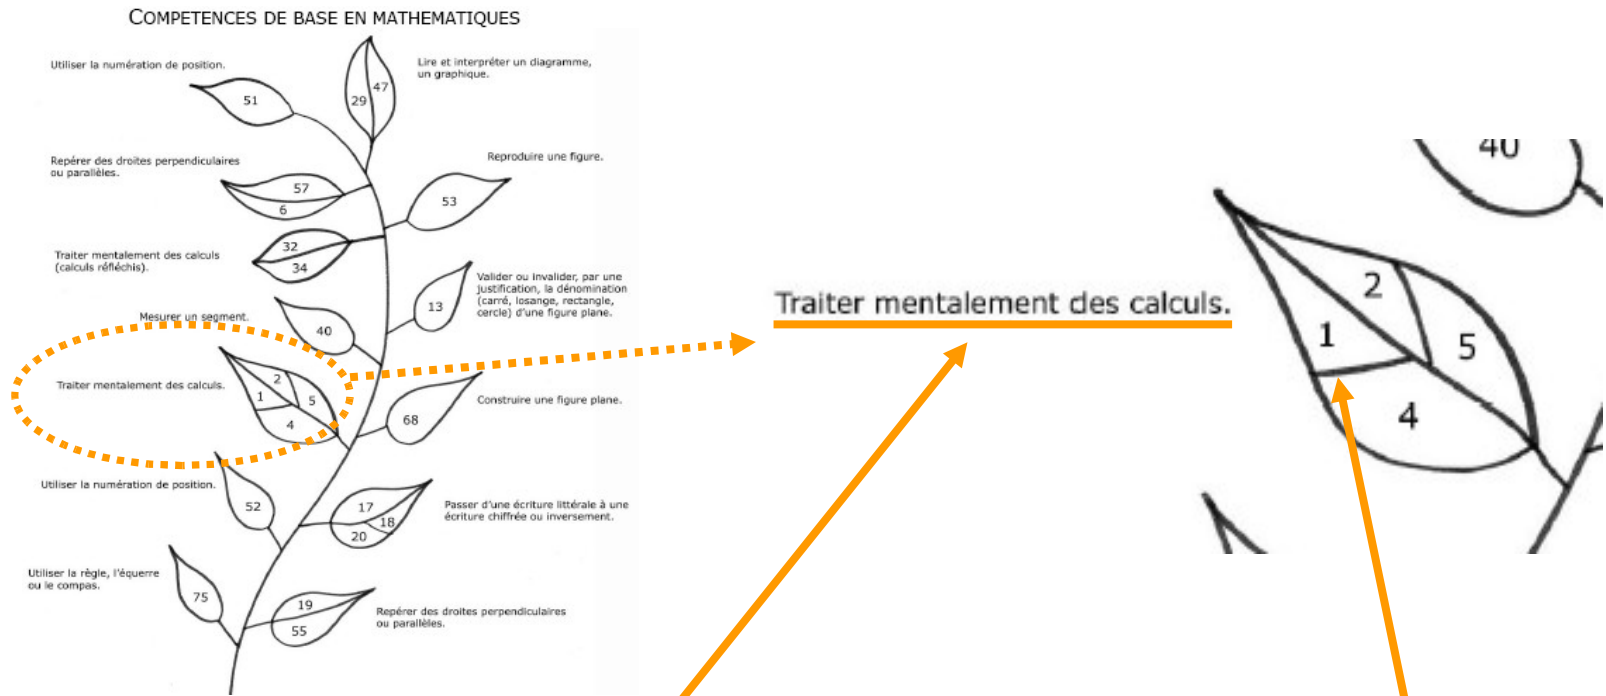 COMPETENCES DE BASE EN MATHEMATIQUES
Utiliser la numération de position.
51
Lire et interpréter un diagramme,
un graphique.
47
29
Repérer des droites perpendiculaires
ou parallèles.
57
6
Reproduire une figure.
53
Traiter mentalement des calculs
(calculs réfléchis).
32
34
Valider ou invalider, par une
justification, la dénomination
(carré, losange, rectangle,
cercle) d'une figure plane.
13
Mesurer un segment.
40
Traiter mentalement des calculs.
2
1
5
4
Construire une figure plane.
68
Utiliser la numération de position.
52
Passer d'une écriture littérale à une
écriture chiffrée ou inversement.
17
18
20
Utiliser la règle, l'équerre
ou le compas.
75
19
55
Repérer des droites perpendiculaires
ou parallèles.
Traiter mentalement des calculs.
40
2
1
5
4